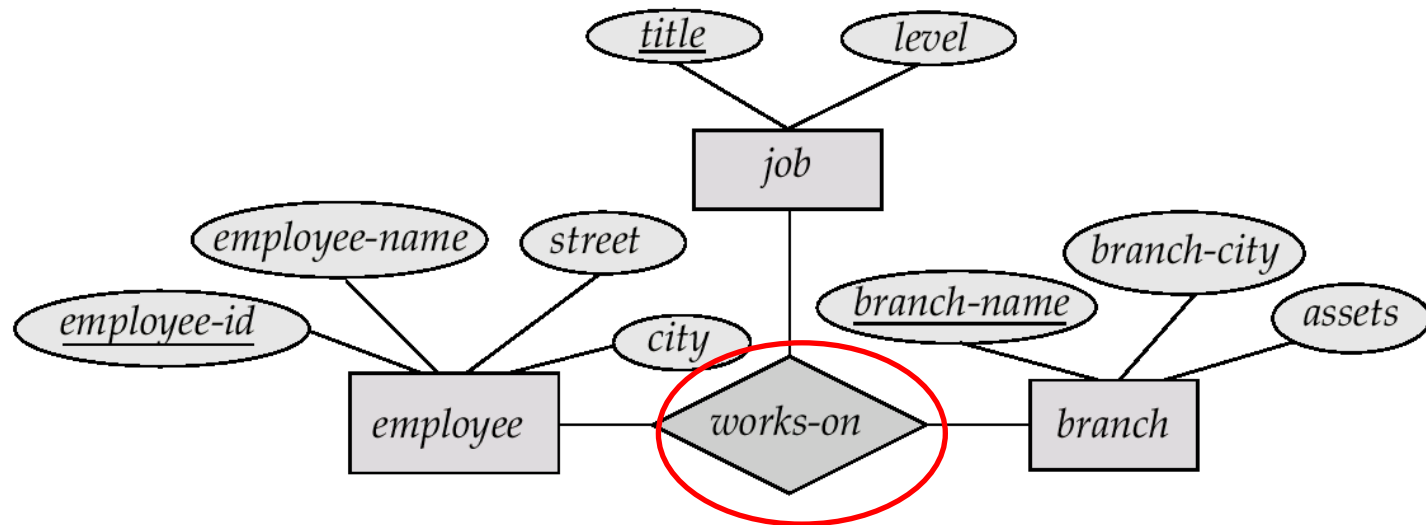 title
level
job
employee-name
street
branch-city
employee-id
branch-name
assets
city
employee
works-on
branch